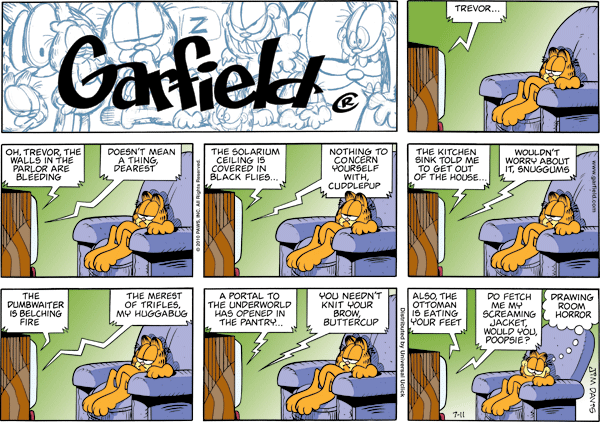 Garfield
®
TREVOR...
OH, TREVOR, THE
WALLS IN THE
PARLOR ARE
BLEEDING
DOESN'T MEAN
A THING,
DEAREST
© 2010 PAWS, INC. All Rights Reserved.
THE SOLARIUM
CEILING IS
COVERED IN
BLACK FLIES...
NOTHING TO
CONCERN
YOURSELF
WITH,
CUDDLEPUP
THE KITCHEN
SINK TOLD ME
TO GET OUT
OF THE HOUSE...
WOULDN'T
WORRY ABOUT
IT, SNUGGUMS
www.garfield.com
THE
DUMBWAITER
IS BELCHING
FIRE
THE MEREST
OF TRIFLES,
MY HUGGABUG
A PORTAL TO
THE UNDERWORLD
HAS OPENED IN
THE PANTRY...
YOU NEEDN'T
KNIT YOUR
BROW,
BUTTERCUP
Distributed by Universal Uclick
ALSO, THE
OTTOMAN
IS EATING
YOUR FEET
DO FETCH
ME MY
SCREAMING
JACKET,
WOULD YOU,
POOPSIE?
DRAWING
ROOM
HORROR
JIM DAVIS
7-11
Z